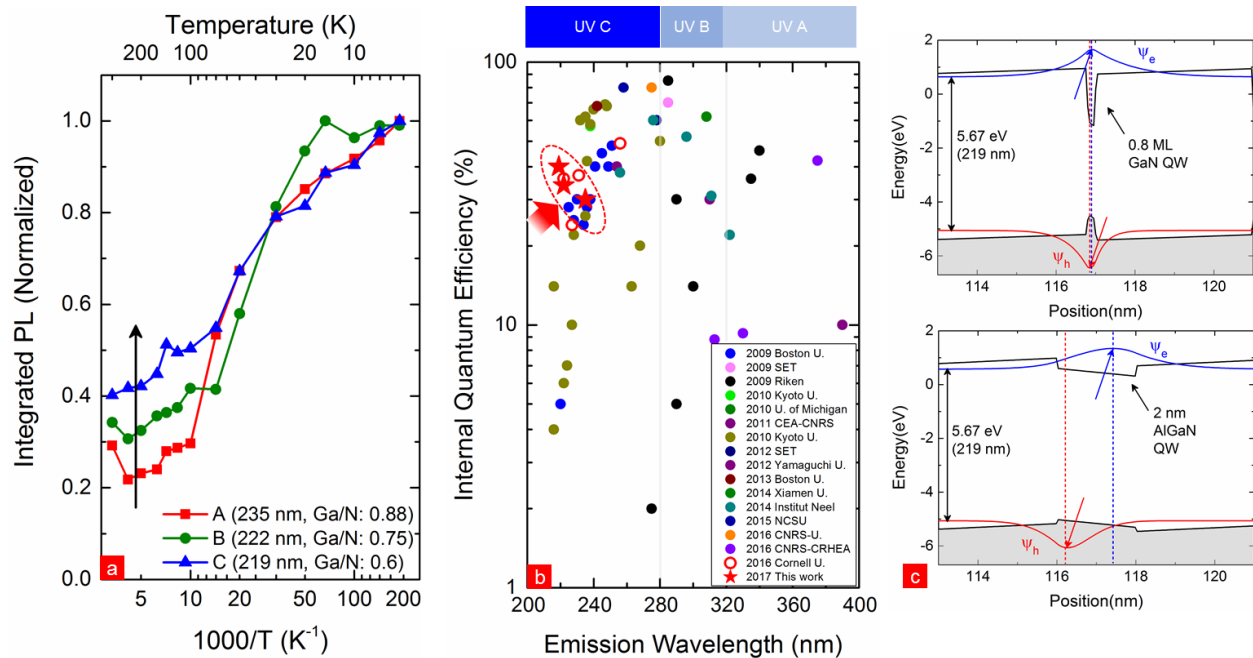 Temperature (K)
200 100 20 10
Integrated PL (Normalized)
1.0
0.8
0.6
0.4
0.2
0.0
A (235 nm, Ga/N: 0.88)
B (222 nm, Ga/N: 0.75)
C (219 nm, Ga/N: 0.6)
a
5 10 20 50 100 200
1000/T (K⁻¹)
UV C UV B UV A
Internal Quantum Efficiency (%)
100
10
1
2009 Boston U.
2009 SET
2009 Riken
2010 Kyoto U.
2010 U. of Michigan
2011 CEA-CNRS
2010 Kyoto U.
2012 SET
2012 Yamaguchi U.
2013 Boston U.
2014 Xiamen U.
2014 Institut Neel
2015 NCSU
2016 CNRS-U.
2016 CNRS-CRHEA
2016 Cornell U.
2017 This work
b
200 240 280 320 360 400
Emission Wavelength (nm)
Energy(eV)
2
0
-2
-4
-6
Ψe
5.67 eV
(219 nm)
0.8 ML
GaN QW
Ψh
114 116 118 120
Position(nm)
Energy(eV)
2
0
-2
-4
-6
Ψe
5.67 eV
(219 nm)
2 nm
AlGaN
QW
Ψh
c
114 116 118 120
Position(nm)